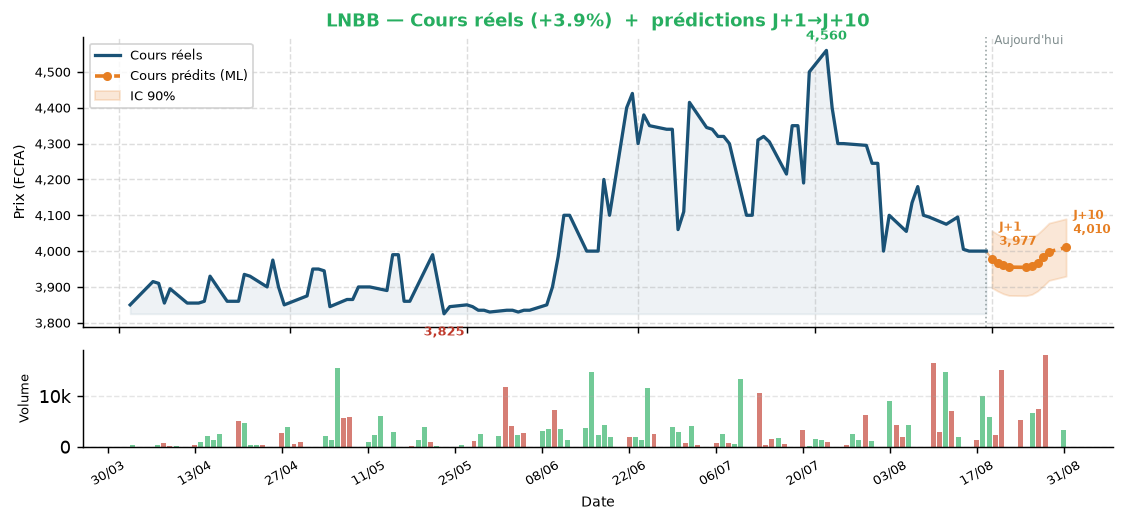 LNBB — Cours réels (+3.9%)  +  prédictions J+1→J+10
4,560
Aujourd'hui
Cours réels
Cours prédits (ML)
IC 90%
4,500
4,400
4,300
4,200
4,100
4,000
3,900
3,800
Prix (FCFA)
J+1
3,977
J+10
4,010
3,825
Volume
10k
0
30/03
13/04
27/04
11/05
25/05
08/06
22/06
06/07
20/07
03/08
17/08
31/08
Date